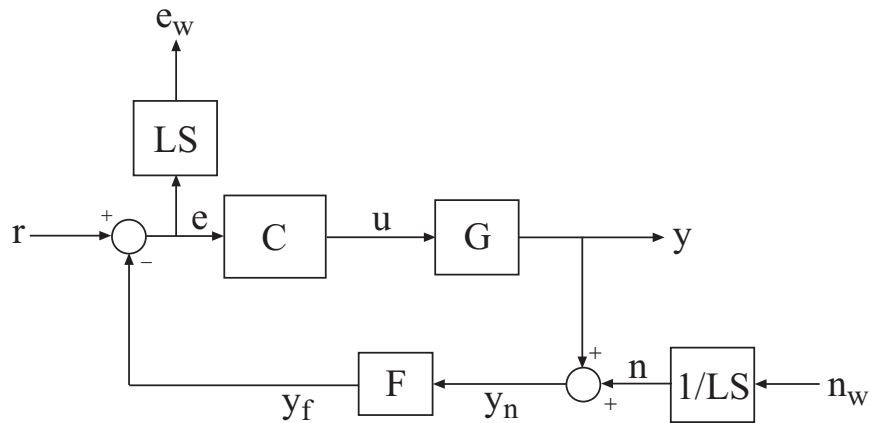 e_w
LS
+
r
−
e
C
u
G
y
+
+
n
1/LS
n_w
y_f
F
y_n